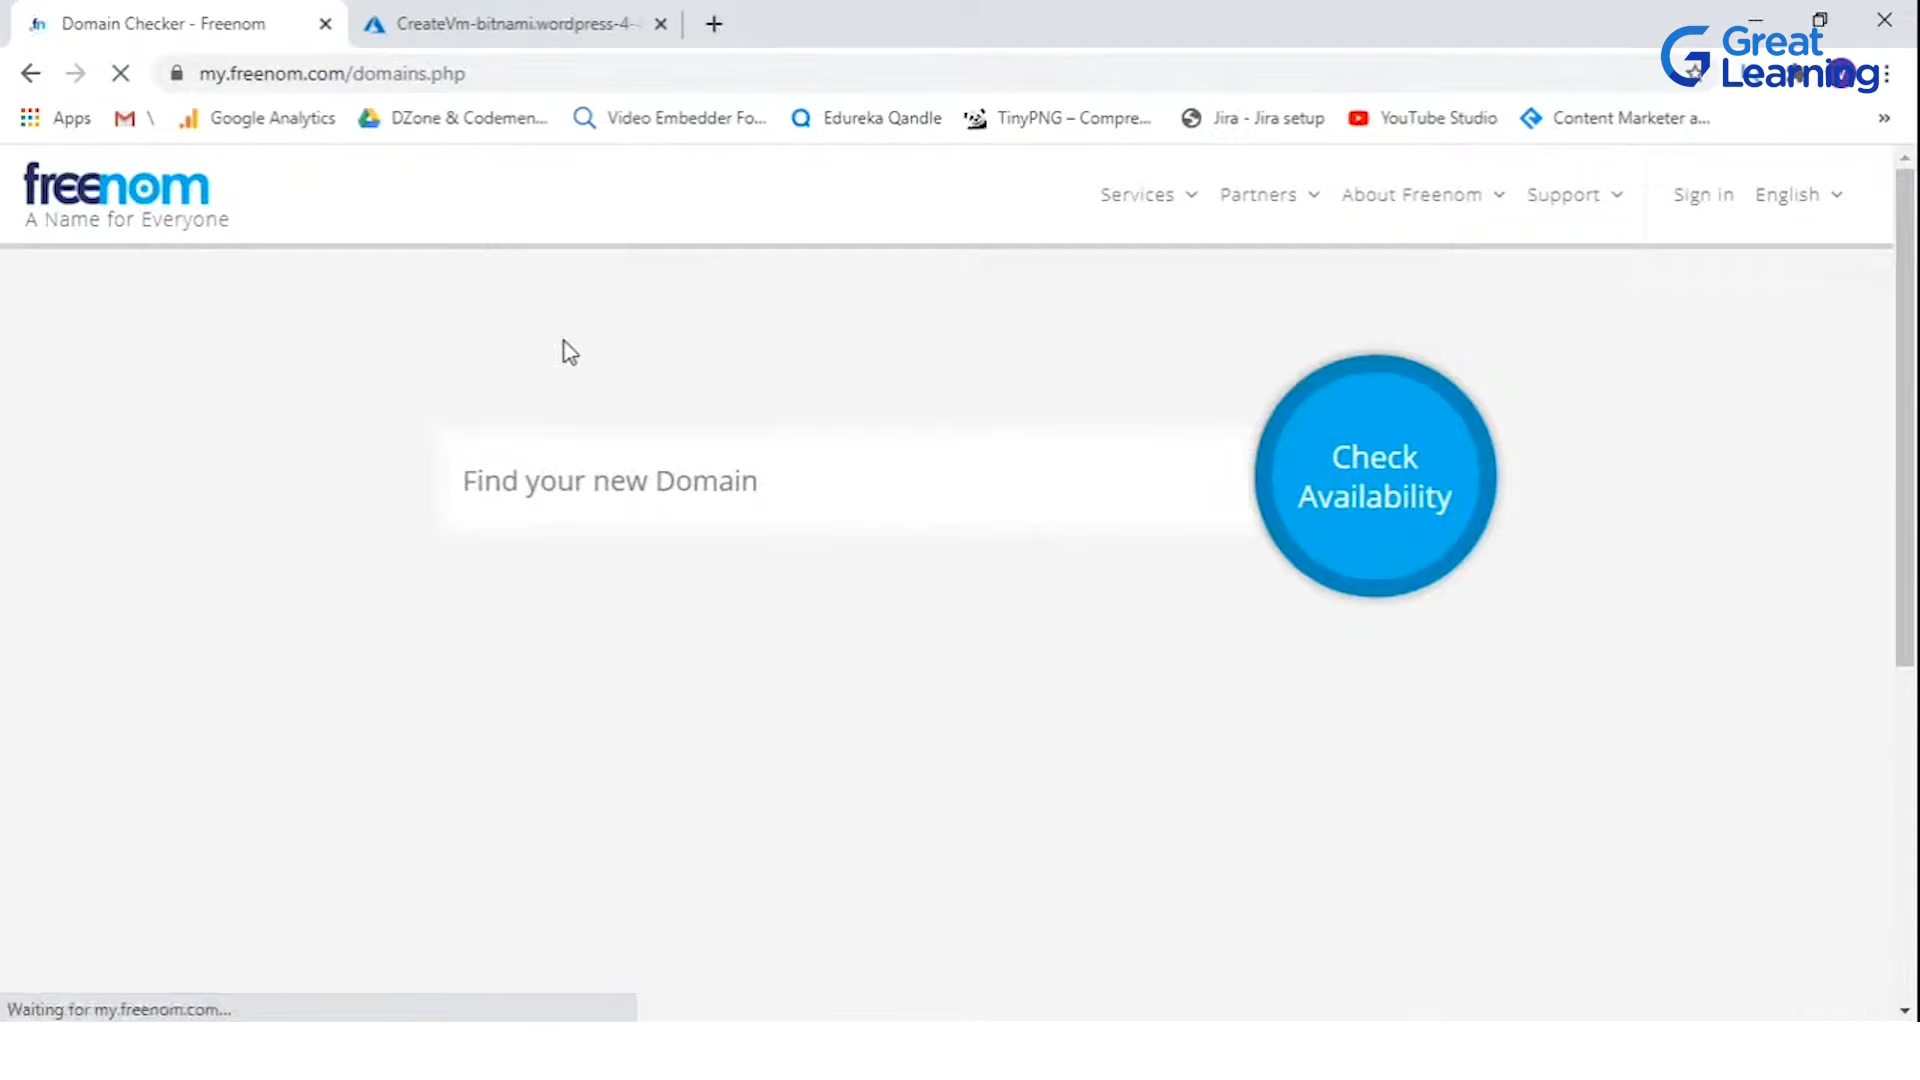 Domain Checker - Freenom
CreateVm-bitnami.wordpress-4-
Great
Learning
my.freenom.com/domains.php
Apps
\
Google Analytics
DZone & Codemen...
Video Embedder Fo...
Edureka Qandle
TinyPNG – Compre...
Jira - Jira setup
YouTube Studio
Content Marketer a...
»
freenom
A Name for Everyone
Services
Partners
About Freenom
Support
Sign in
English
Find your new Domain
Check
Availability
Waiting for my.freenom.com...